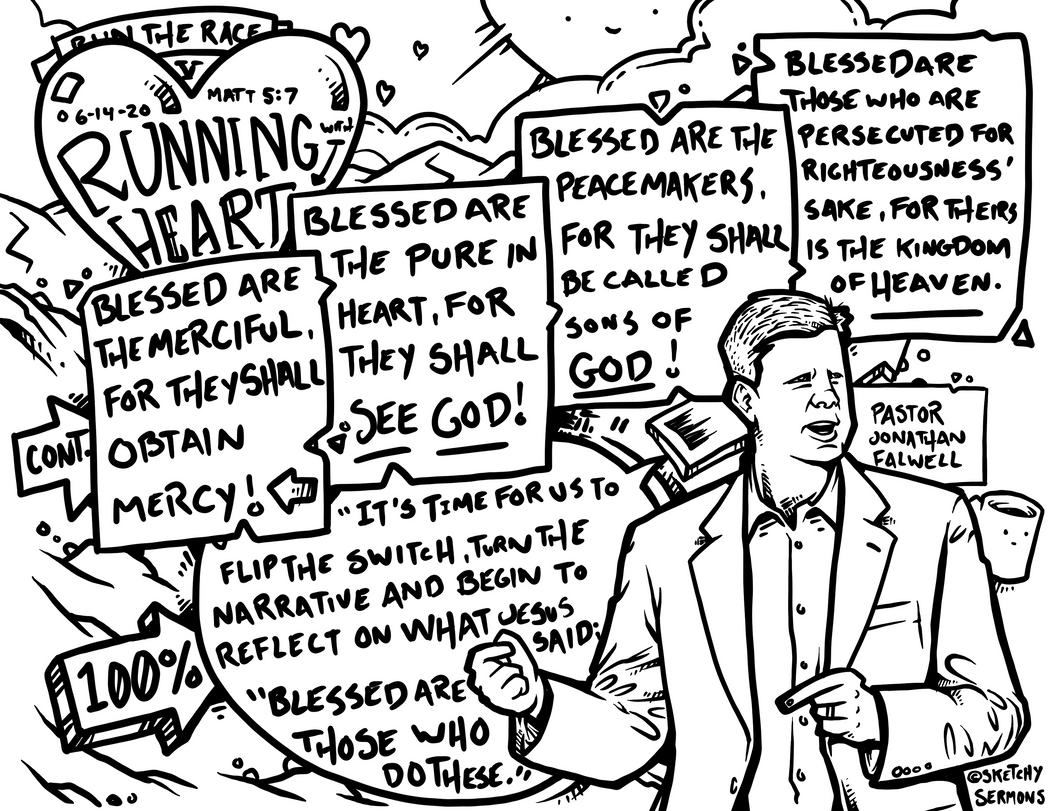 RUN THE RACE
06-14-20
MATT 5:7
RUNNING
WITH
HEART
BLESSED ARE
THE MERCIFUL,
FOR THEY SHALL
OBTAIN
MERCY!
BLESSED ARE
THE PURE IN
HEART, FOR
THEY SHALL
SEE GOD!
BLESSED ARE THE
PEACEMAKERS,
FOR THEY SHALL
BE CALLED
SONS OF
GOD!
BLESSED ARE
THOSE WHO ARE
PERSECUTED FOR
RIGHTEOUSNESS'
SAKE, FOR THEIRS
IS THE KINGDOM
OF HEAVEN.
CONT.
PASTOR
JONATHAN
FALWELL
"IT'S TIME FOR US TO
FLIP THE SWITCH, TURN THE
NARRATIVE AND BEGIN TO
REFLECT ON WHAT JESUS
SAID:
"BLESSED ARE
THOSE WHO
DO THESE."
100%
©SKETCHY
SERMONS